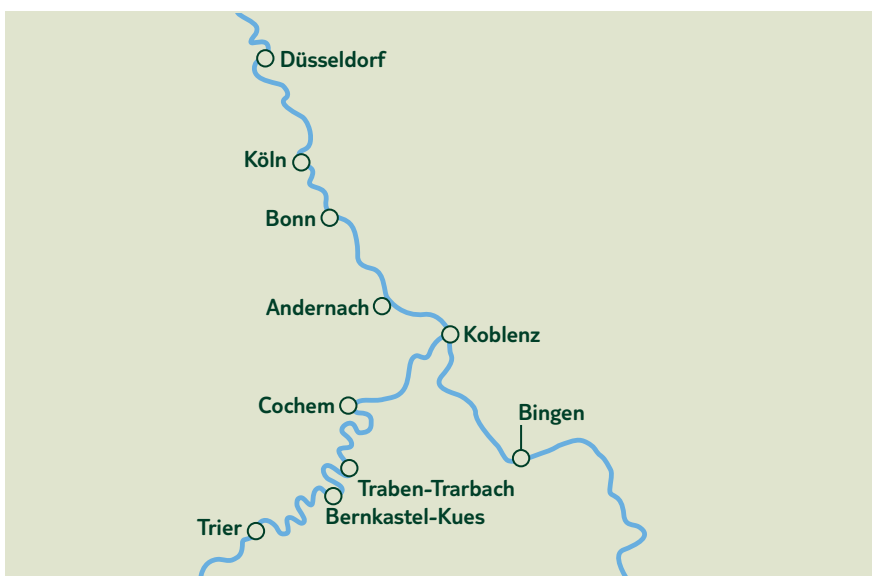 Düsseldorf
Köln
Bonn
Andernach
Koblenz
Cochem
Bingen
Traben-Trarbach
Bernkastel-Kues
Trier